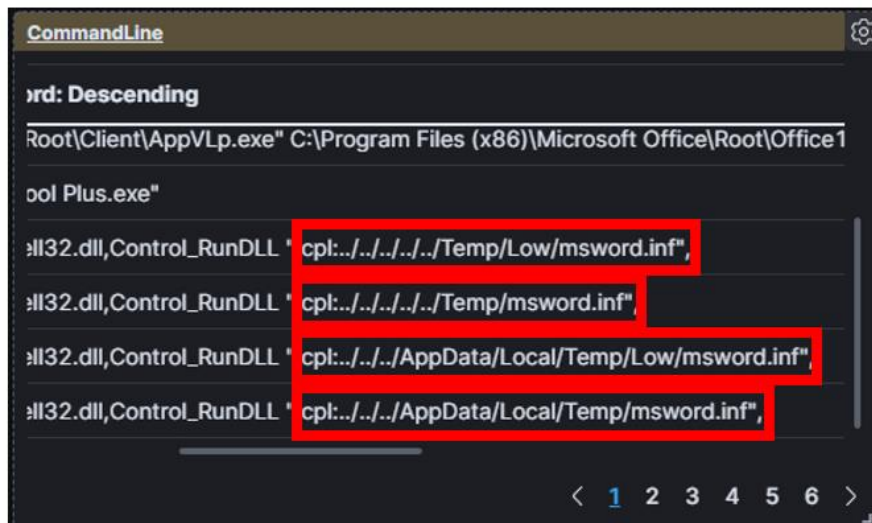 CommandLine
ord: Descending
Root\Client\AppVLp.exe" C:\Program Files (x86)\Microsoft Office\Root\Office1
ool Plus.exe"
ell32.dll,Control_RunDLL ".cpl:../../../../../Temp/Low/msword.inf",
ell32.dll,Control_RunDLL ".cpl:../../../../../Temp/msword.inf",
ell32.dll,Control_RunDLL ".cpl:../../../AppData/Local/Temp/Low/msword.inf",
ell32.dll,Control_RunDLL ".cpl:../../../AppData/Local/Temp/msword.inf",
< 1 2 3 4 5 6 >